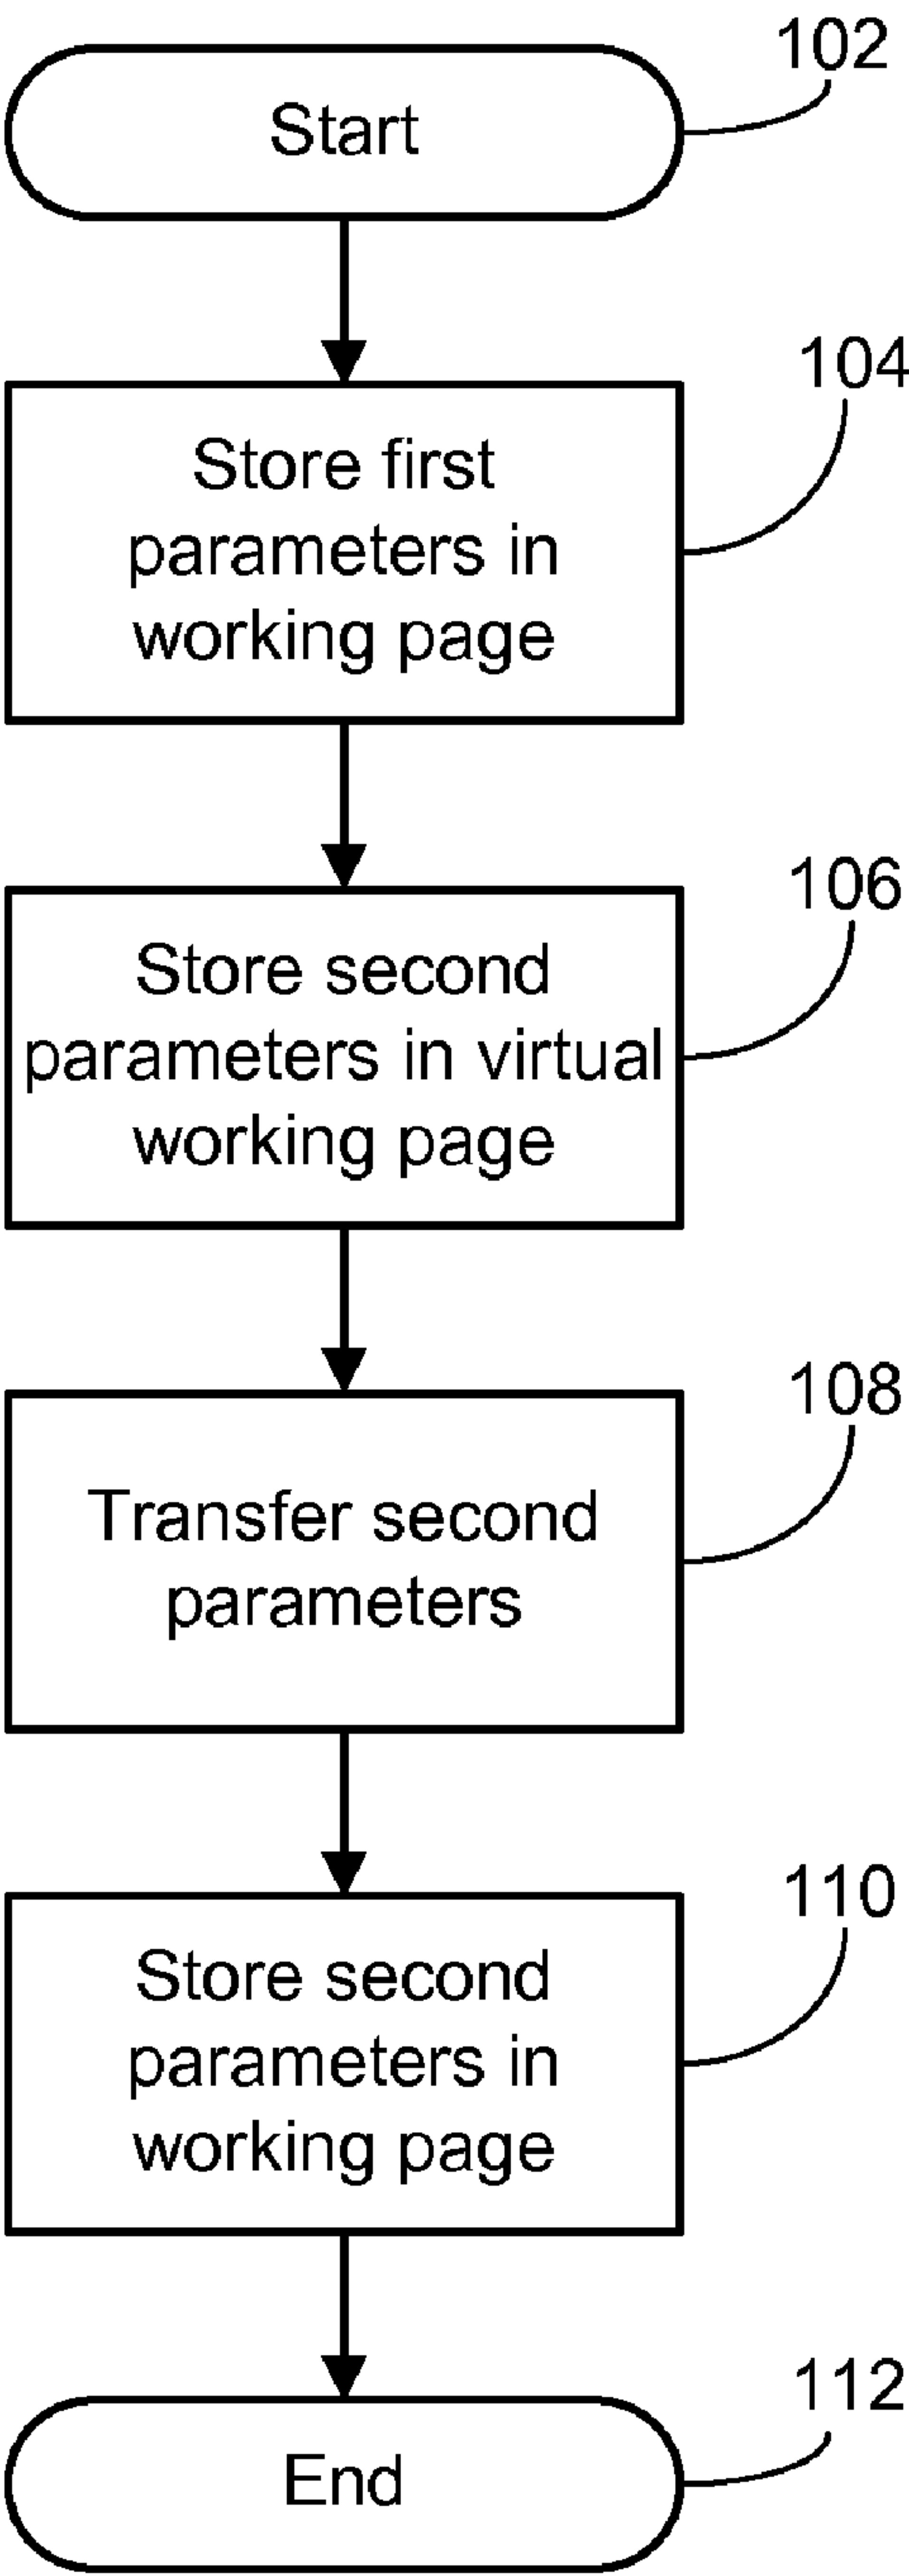 102
Start
104
Store first
parameters in
working page
106
Store second
parameters in virtual
working page
108
Transfer second
parameters
110
Store second
parameters in
working page
112
End